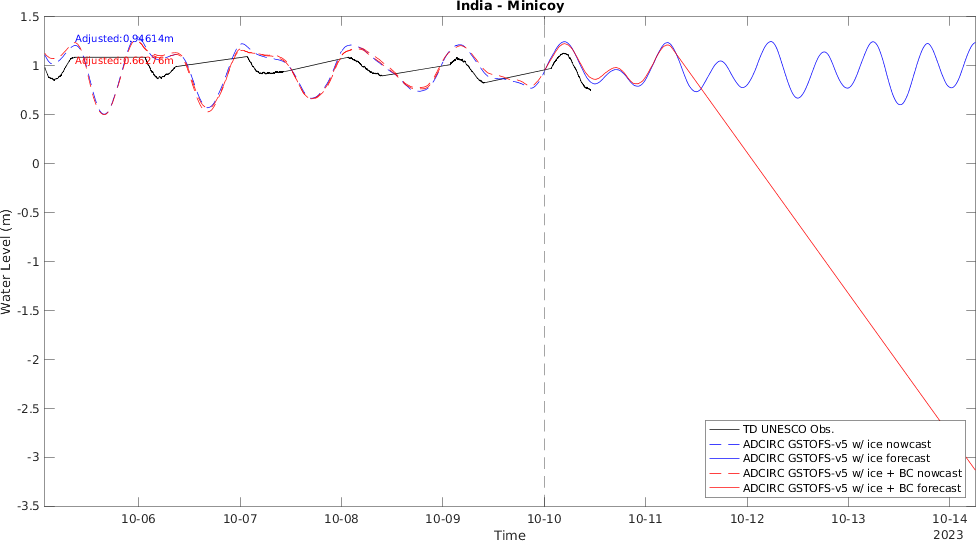 India - Minicoy
1.5
1
0.5
0
-0.5
-1
-1.5
-2
-2.5
-3
-3.5
Water Level (m)
Adjusted:0.94614m
Adjusted:0.66276m
TD UNESCO Obs.
ADCIRC GSTOFS-v5 w/ ice nowcast
ADCIRC GSTOFS-v5 w/ ice forecast
ADCIRC GSTOFS-v5 w/ ice + BC nowcast
ADCIRC GSTOFS-v5 w/ ice + BC forecast
10-06 10-07 10-08 10-09 10-10 10-11 10-12 10-13 10-14
Time
2023